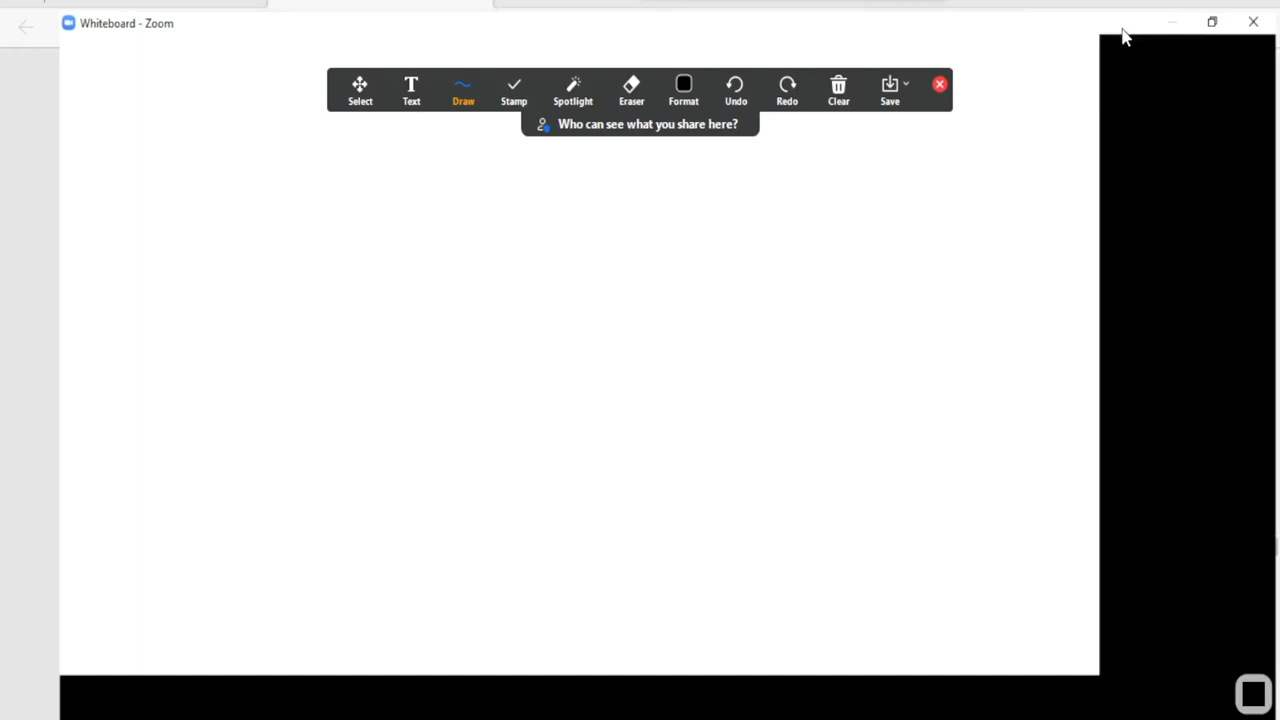 Whiteboard - Zoom
Select Text Draw Stamp Spotlight Eraser Format Undo Redo Clear Save
Who can see what you share here?